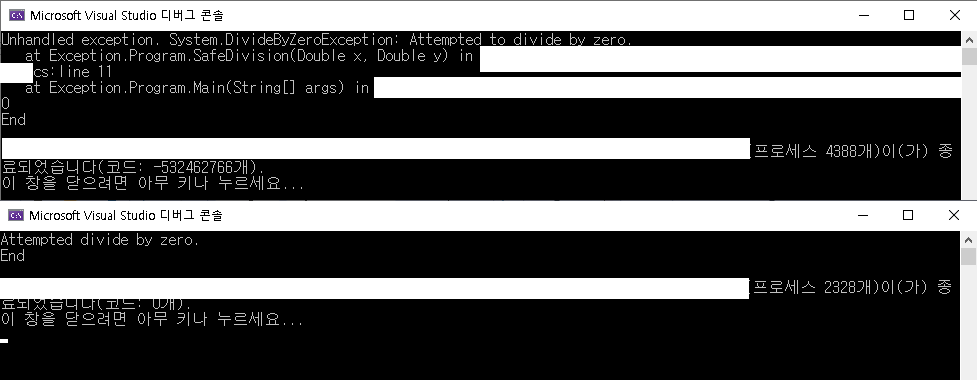 Microsoft Visual Studio 디버그 콘솔
Unhandled exception. System.DivideByZeroException: Attempted to divide by zero.
at Exception.Program.SafeDivision(Double x, Double y) in
cs:line 11
at Exception.Program.Main(String[] args) in
0
End
프로세스 4388개)이(가) 종
료되었습니다(코드: -532462766개).
이 창을 닫으려면 아무 키나 누르세요...
Microsoft Visual Studio 디버그 콘솔
Attempted divide by zero.
End
프로세스 2328개)이(가) 종
료되었습니다(코드: 0개).
이 창을 닫으려면 아무 키나 누르세요...